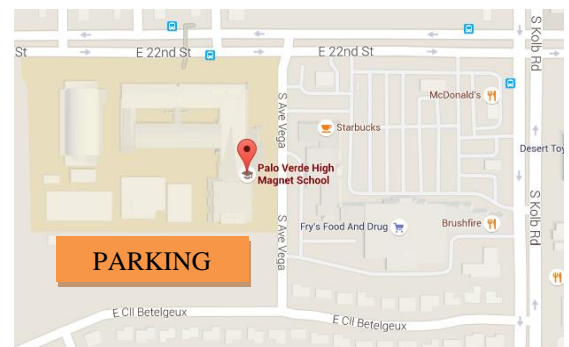 St
E 22nd St
E 22nd St
S Kolb Rd
McDonald's
S Ave Vega
Starbucks
Desert Toy
Palo Verde High
Magnet School
S Ave Vega
Fry's Food And Drug
Brushfire
S Kolb Rd
PARKING
E Cll Betelgeux
E Cll Betelgeux